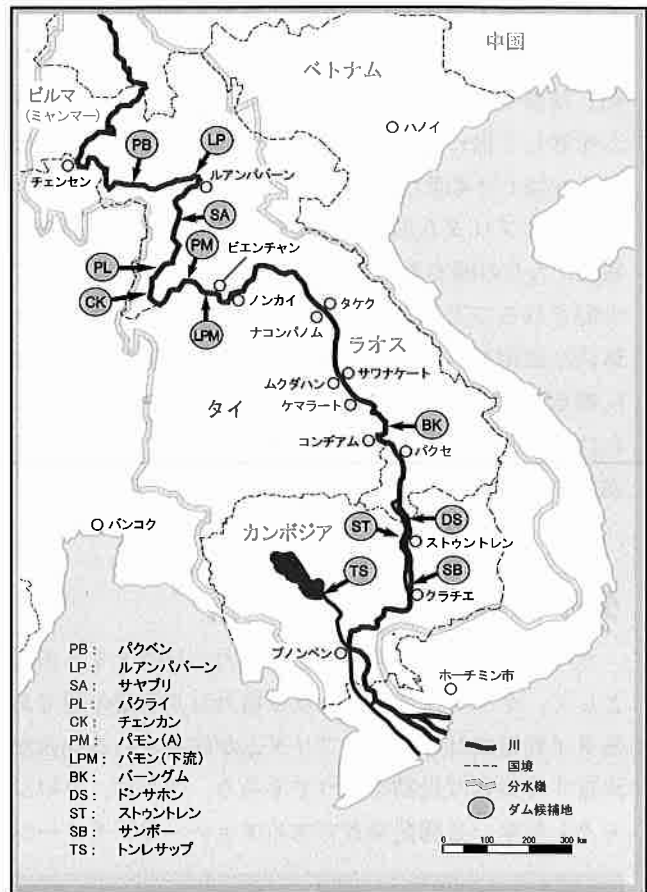 中国
ベトナム
ビルマ
(ミャンマー)
ハノイ
PB
LP
チェンセン
ルアンパバーン
SA
ビエンチャン
PM
PL
CK
ノンカイ
タケク
LPM
ナコンパノム
ラオス
サワナケート
ムクダハン
タイ
ケマラート
BK
コンヂアム
パクセ
バンコク
カンボジア
DS
ST
ストゥントレン
TS
SB
クラチエ
プノンペン
ホーチミン市
PB: パクベン
LP: ルアンパバーン
SA: サヤブリ
PL: パクライ
CK: チェンカン
PM: パモン(A)
LPM: パモン(下流)
BK: バーングム
DS: ドンサホン
ST: ストゥントレン
SB: サンボー
TS: トンレサップ
川
国境
分水嶺
ダム候補地
0 100 200 300 km